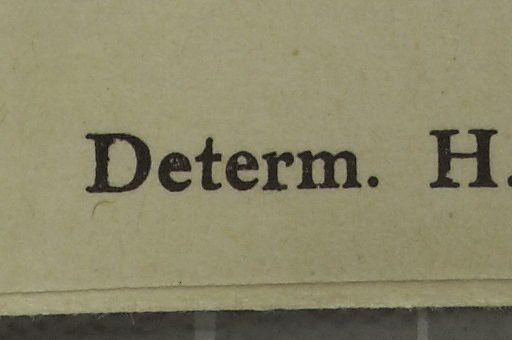 Determ. H.